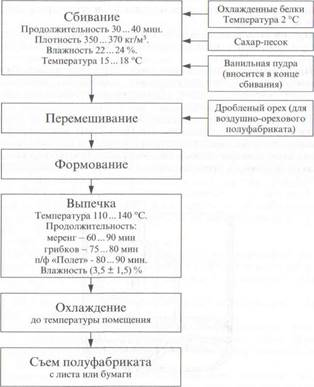 Сбивание
Продолжительность 30...40 мин.
Плотность 350...370 кг/м³.
Влажность 22...24 %.
Температура 15...18 °С
Охлажденные белки
Температура 2 °С
Сахар-песок
Ванильная пудра
(вносится в конце
сбивания)
Перемешивание
Дробленый орех (для
воздушно-орехового
полуфабриката)
Формование
Выпечка
Температура 110...140 °С.
Продолжительность:
меренг – 60...90 мин
грибков – 75...80 мин
п/ф «Полет» - 80...90 мин.
Влажность (3,5 ± 1,5) %
Охлаждение
до температуры помещения
Съем полуфабриката
с листа или бумаги